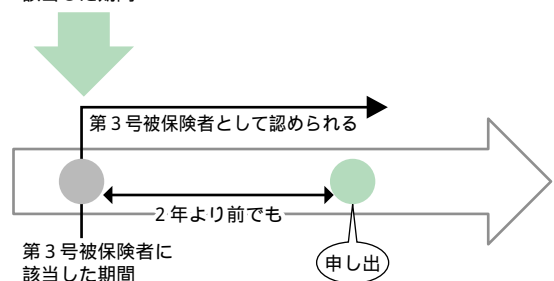 第3号被保険者として認められる
2年より前でも
第3号被保険者に
該当した期間
申し出